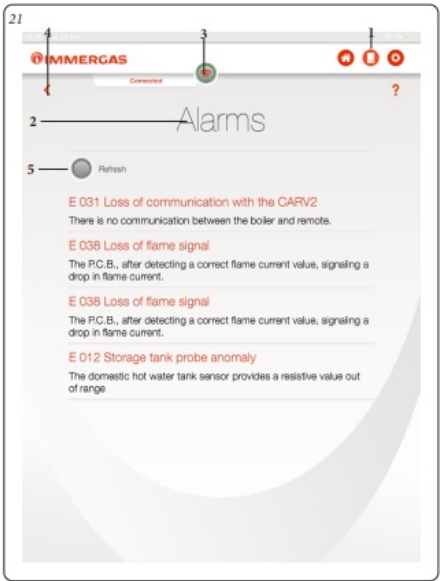 21
4
3
1
IMMERGAS
Connected
?
2
Alarms
5
Refresh
E 031 Loss of communication with the CARV2
There is no communication between the boiler and remote.
E 038 Loss of flame signal
The P.C.B., after detecting a correct flame current value, signaling a
drop in flame current.
E 038 Loss of flame signal
The P.C.B., after detecting a correct flame current value, signaling a
drop in flame current.
E 012 Storage tank probe anomaly
The domestic hot water tank sensor provides a resistive value out
of range